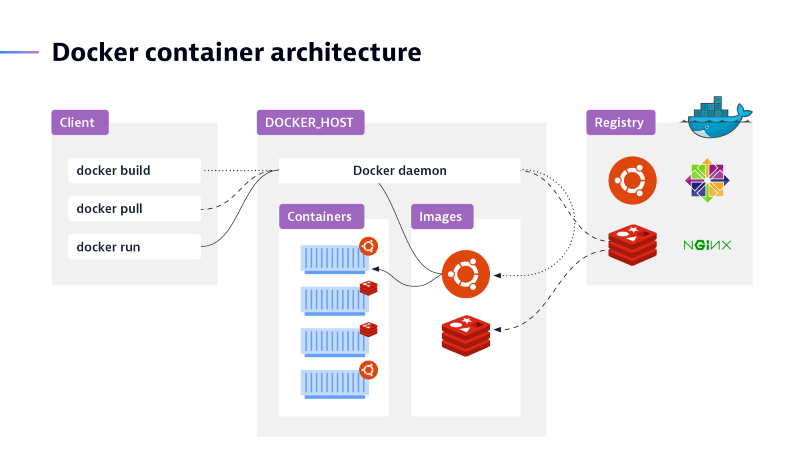 Docker container architecture
Client
DOCKER_HOST
Registry
docker build
Docker daemon
docker pull
docker run
Containers
Images
NGINX